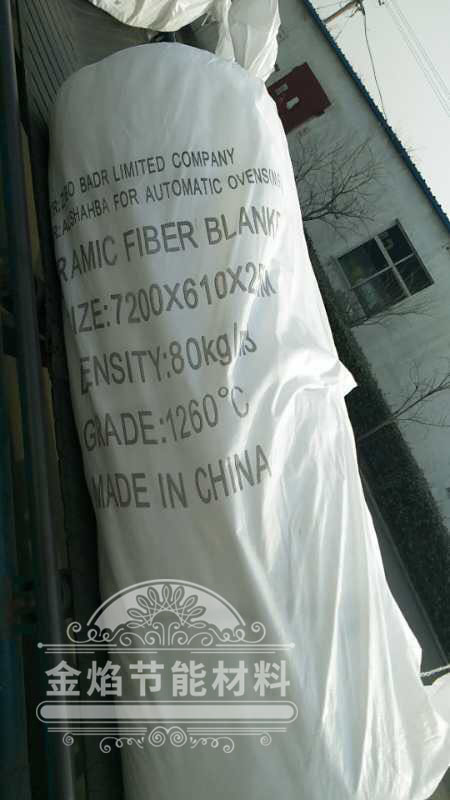 BADR LIMITED COMPANY
FOR AUTOMATIC OVENS
RAMIC FIBER BLANK
IZE:7200X610X2 M
ENSITY:80kg/m
GRADE:1260°C
MADE IN CHINA
金焰节能材料